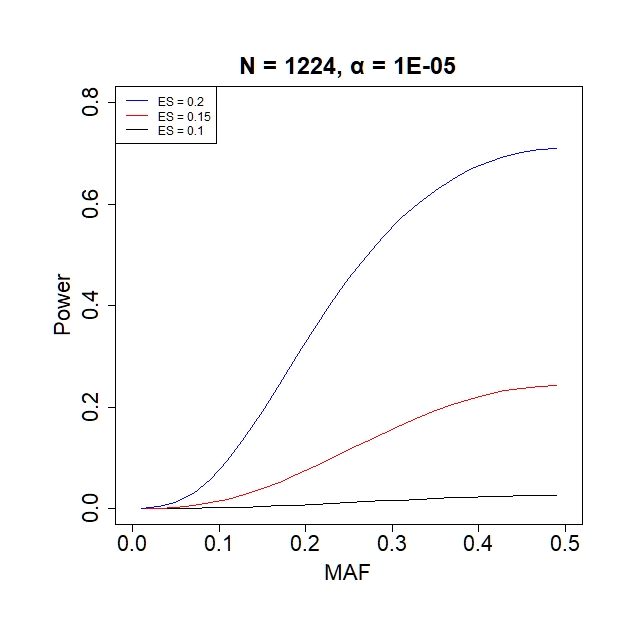 N = 1224, α = 1E-05
ES = 0.2
ES = 0.15
ES = 0.1
Power
0.8
0.6
0.4
0.2
0.0
0.0 0.1 0.2 0.3 0.4 0.5
MAF